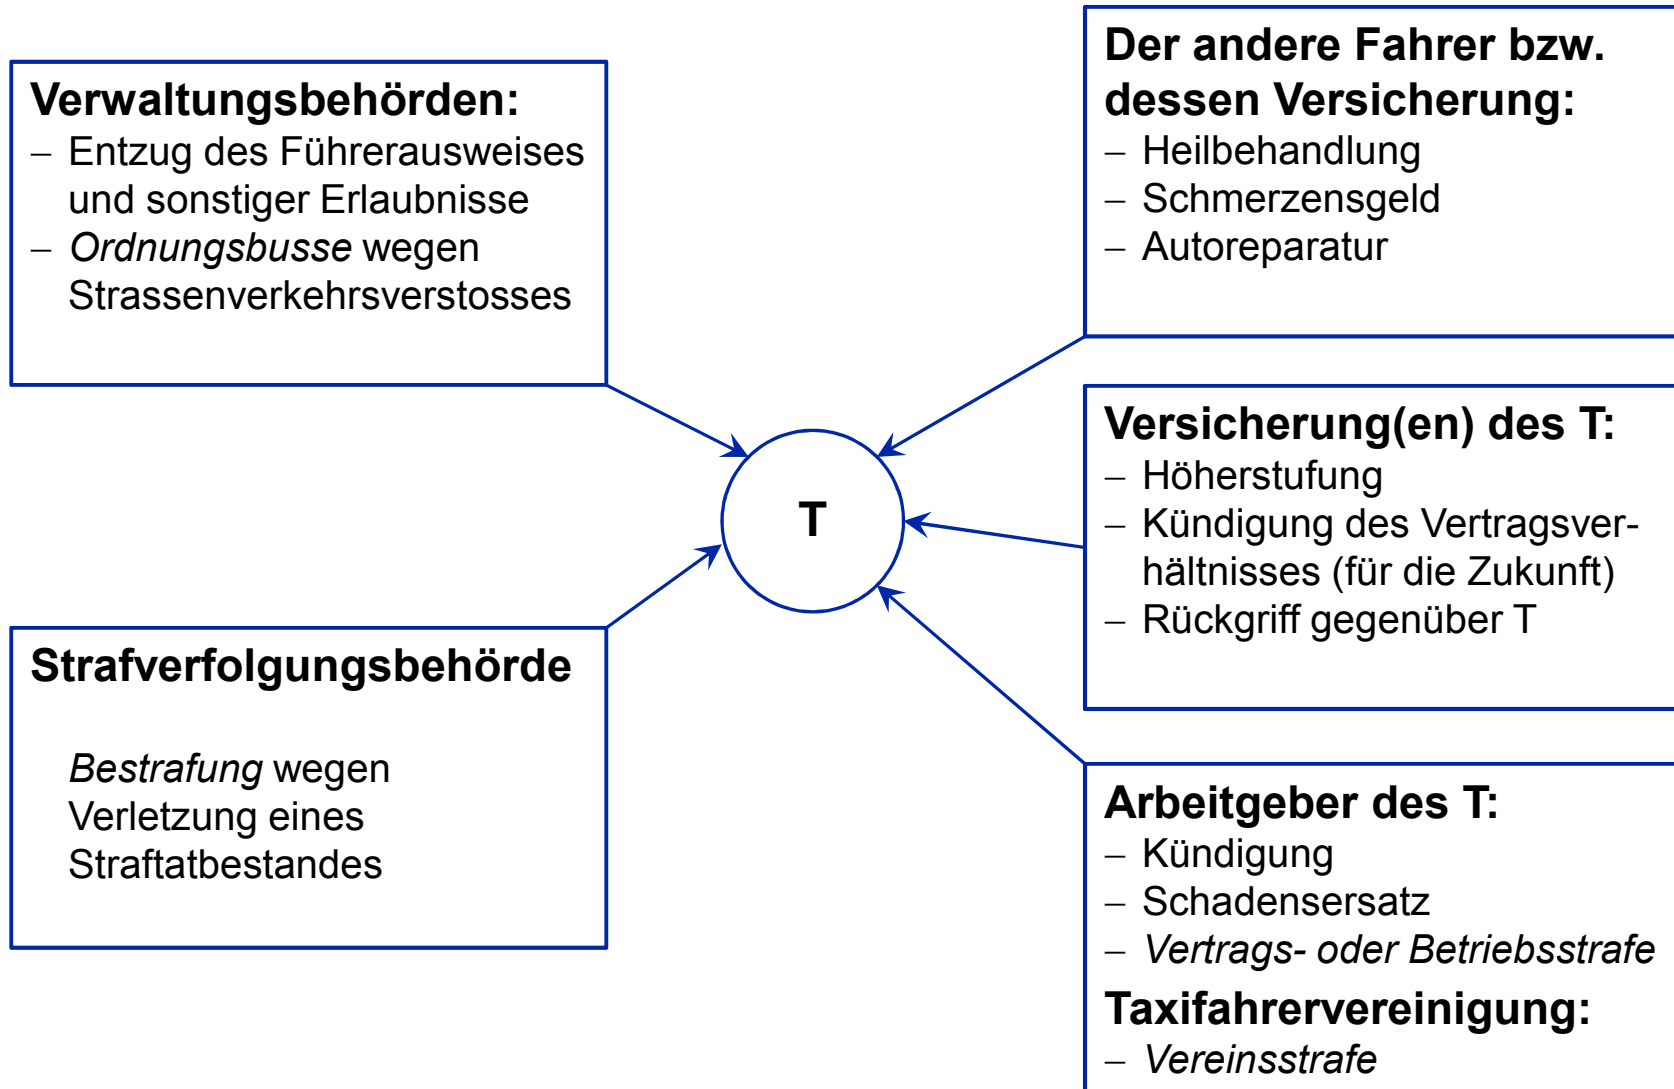 Verwaltungsbehörden:
– Entzug des Führerausweises
und sonstiger Erlaubnisse
– Ordnungsbusse wegen
Strassenverkehrsverstosses
Strafverfolgungsbehörde
Bestrafung wegen
Verletzung eines
Straftatbestandes
T
Der andere Fahrer bzw.
dessen Versicherung:
– Heilbehandlung
– Schmerzensgeld
– Autoreparatur
Versicherung(en) des T:
– Höherstufung
– Kündigung des Vertragsver-
hältnisses (für die Zukunft)
– Rückgriff gegenüber T
Arbeitgeber des T:
– Kündigung
– Schadensersatz
– Vertrags- oder Betriebsstrafe
Taxifahrervereinigung:
– Vereinsstrafe